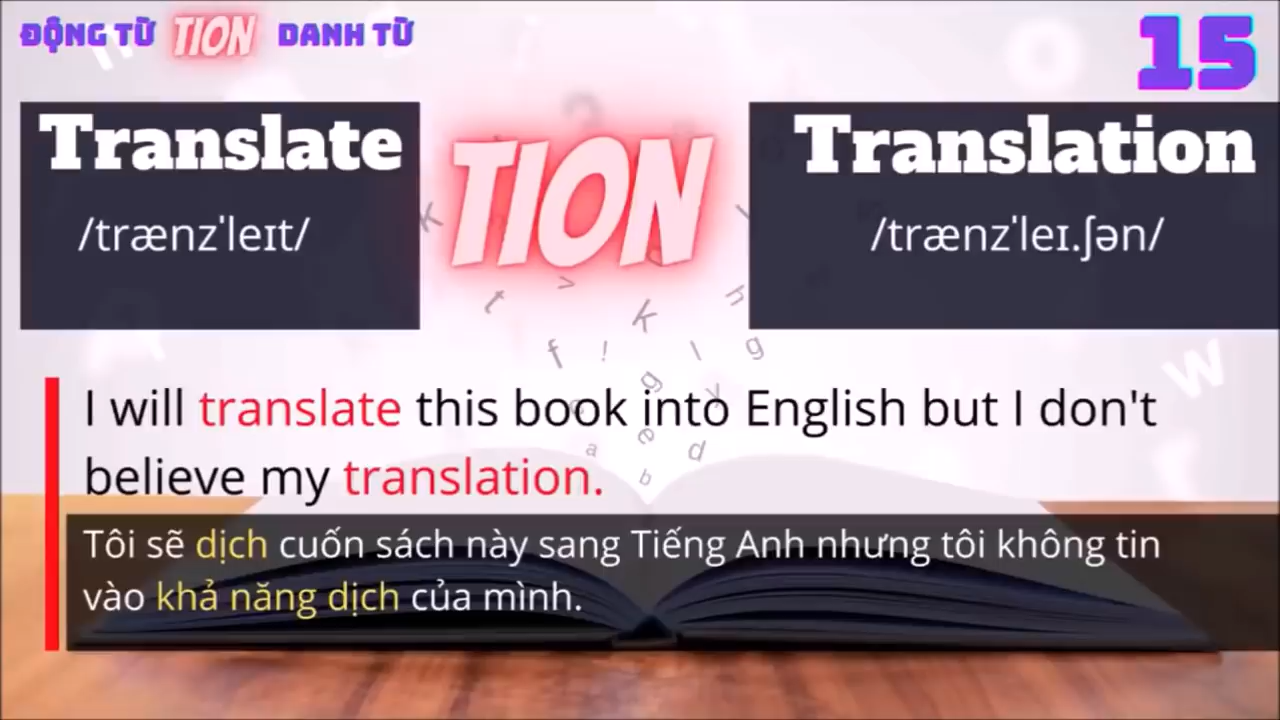 ĐỘNG TỪ TION DANH TỪ
15
Translate
/trænzˈleɪt/
TION
Translation
/trænzˈleɪ.ʃən/
I will translate this book into English but I don't
believe my translation.
Tôi sẽ dịch cuốn sách này sang Tiếng Anh nhưng tôi không tin
vào khả năng dịch của mình.